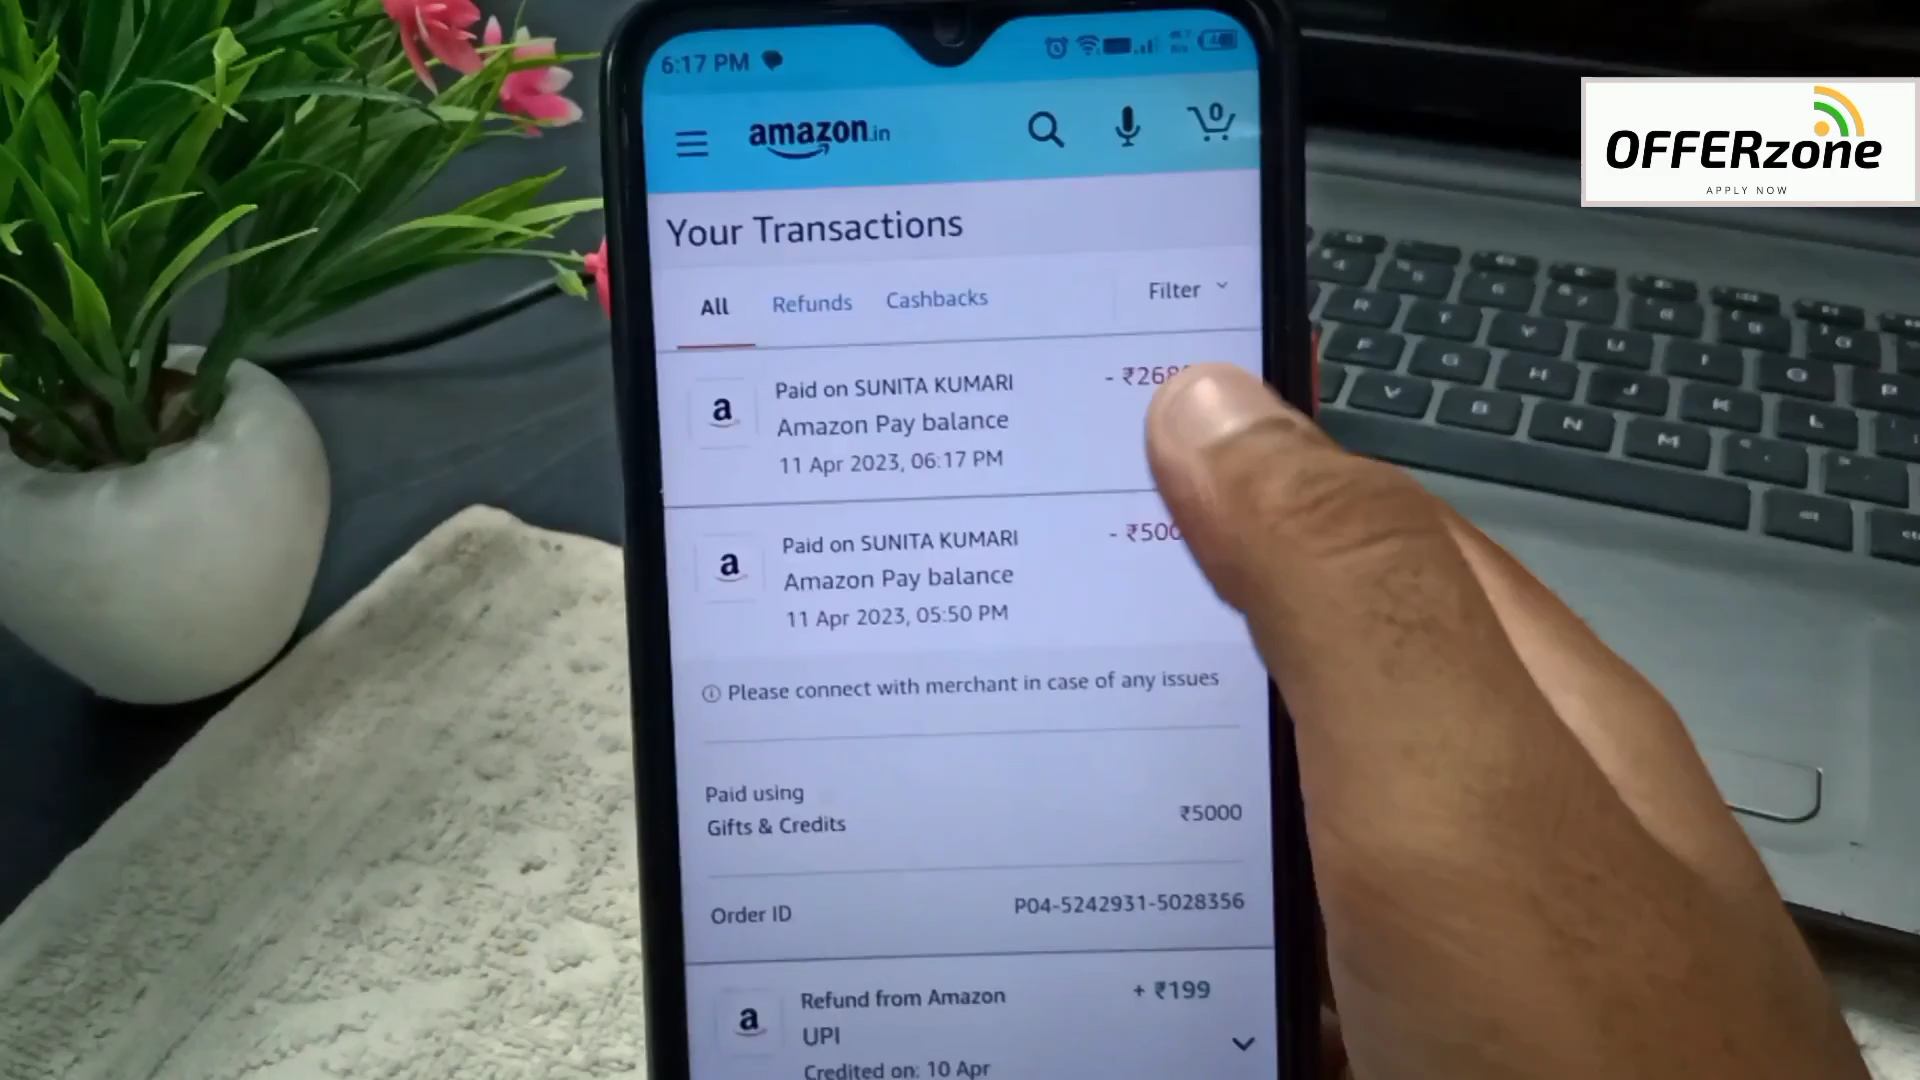 6:17 PM
amazon.in
0
OFFERzone
APPLY NOW
Your Transactions
All Refunds Cashbacks Filter
Paid on SUNITA KUMARI
Amazon Pay balance
11 Apr 2023, 06:17 PM
Paid on SUNITA KUMARI
Amazon Pay balance
11 Apr 2023, 05:50 PM
Please connect with merchant in case of any issues
Paid using
Gifts & Credits ₹5000
Order ID P04-5242931-5028356
Refund from Amazon + ₹199
UPI
Credited on: 10 Apr